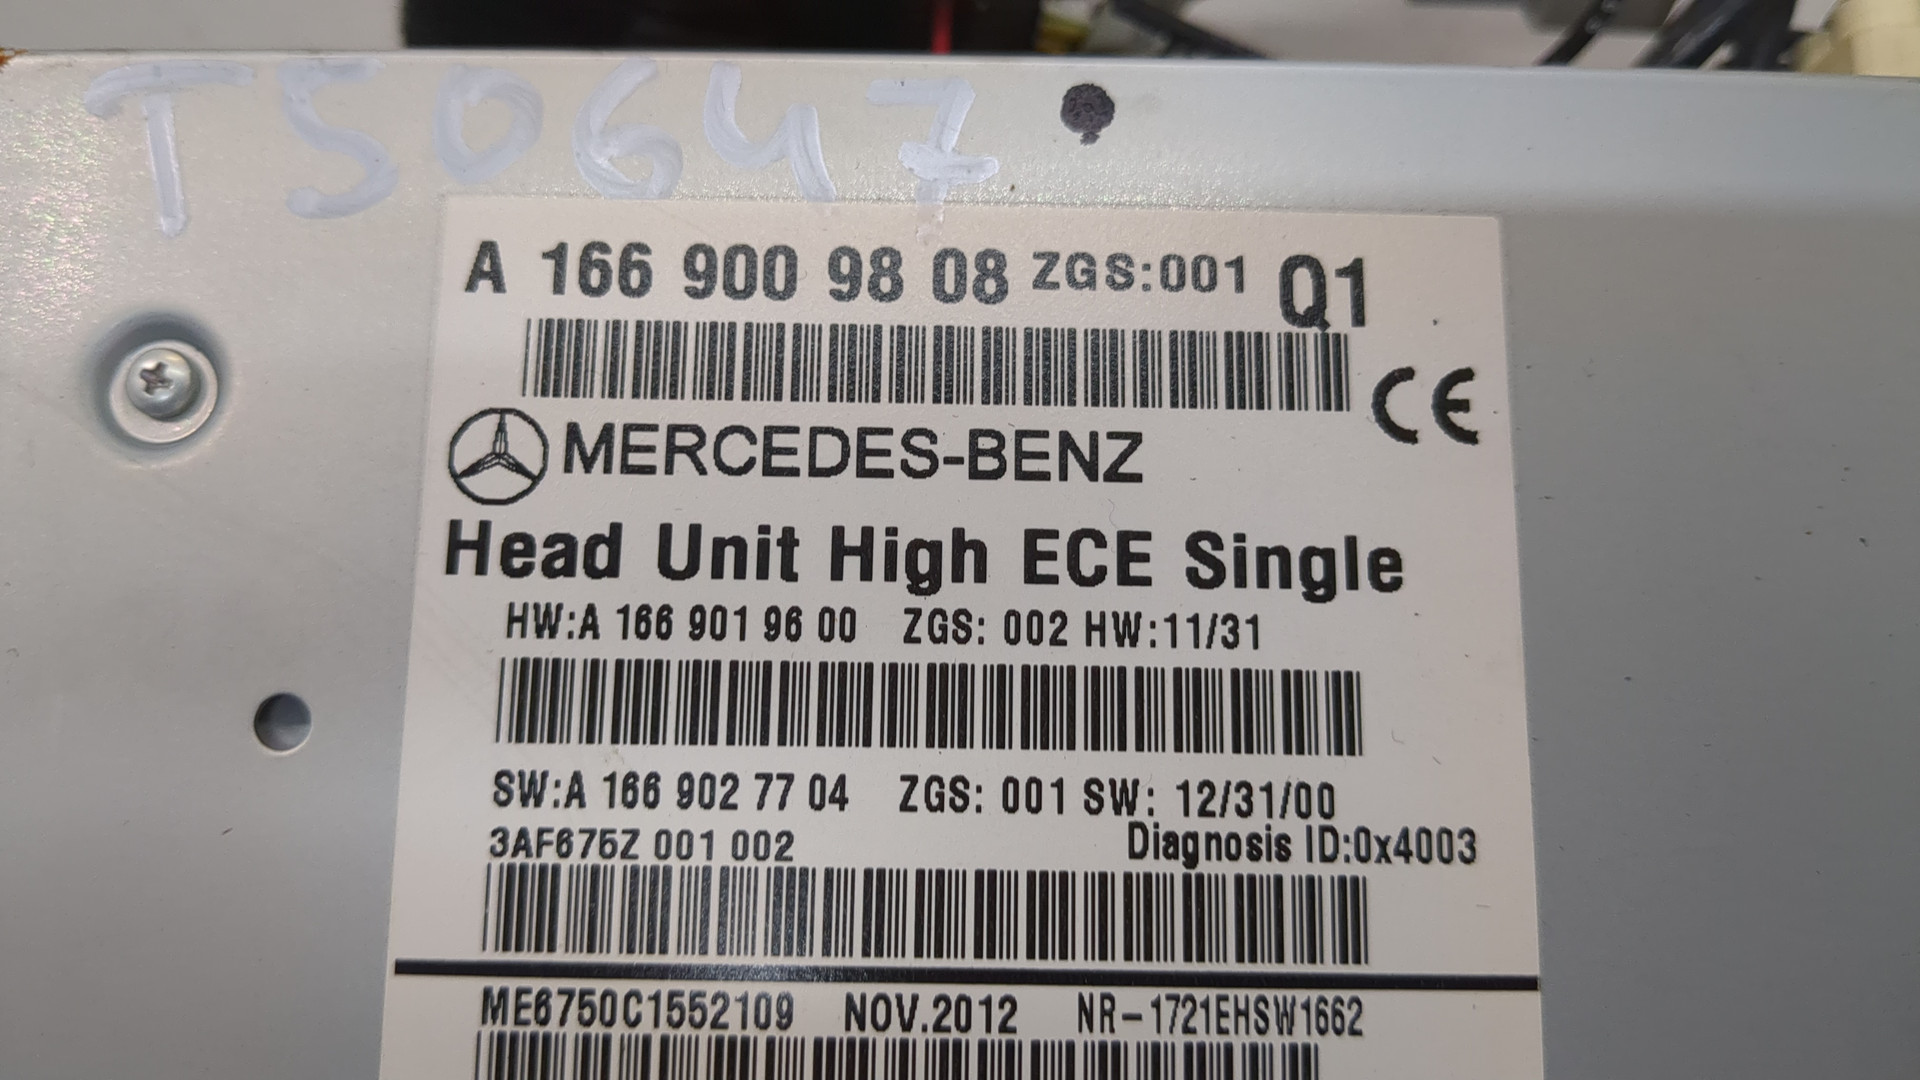 T50647
A 166 900 98 08 ZGS:001 Q1
CE
MERCEDES-BENZ
Head Unit High ECE Single
HW:A 166 901 96 00 ZGS: 002 HW:11/31
SW:A 166 902 77 04 ZGS: 001 SW: 12/31/00
3AF675Z 001 002 Diagnosis ID:0x4003
ME6750C1552109 NOV.2012 NR-1721EHSW1662